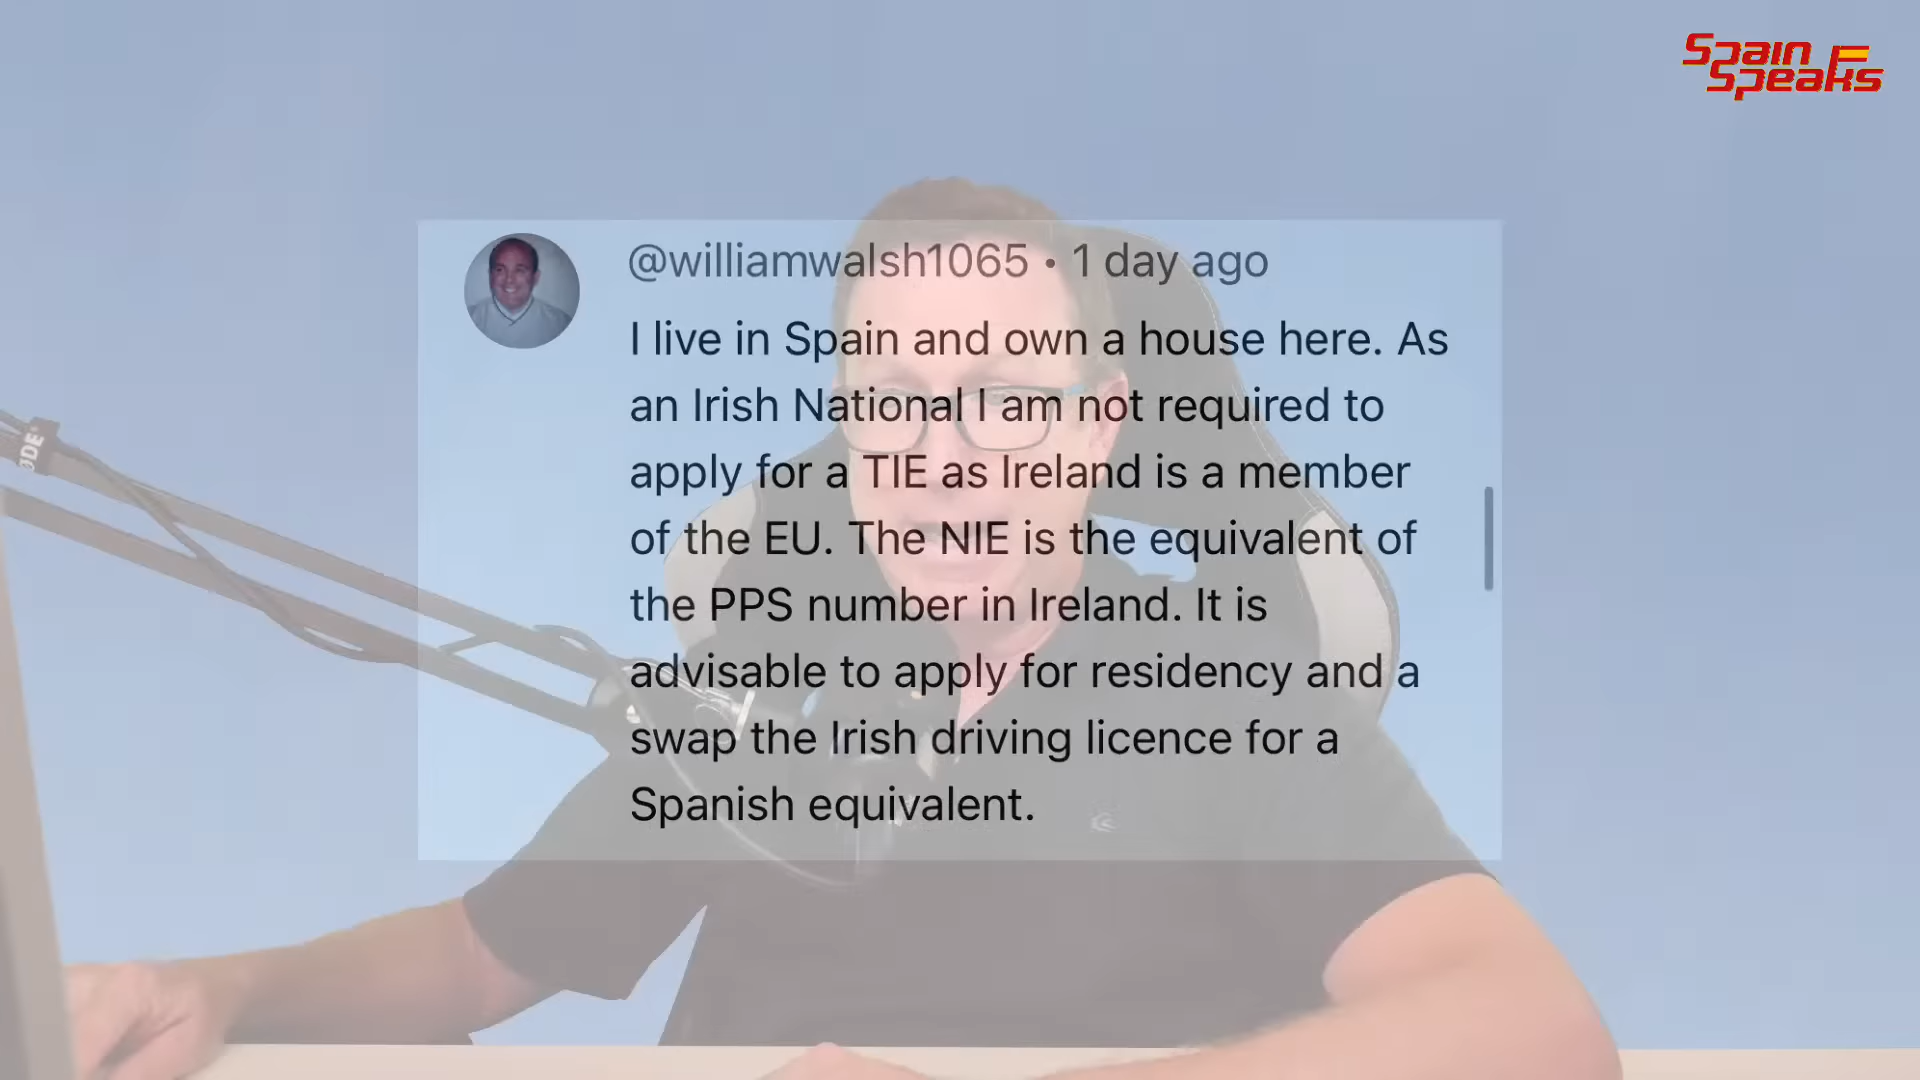 Spain
Speaks
@williamwalsh1065 • 1 day ago
I live in Spain and own a house here. As
an Irish National I am not required to
apply for a TIE as Ireland is a member
of the EU. The NIE is the equivalent of
the PPS number in Ireland. It is
advisable to apply for residency and a
swap the Irish driving licence for a
Spanish equivalent.